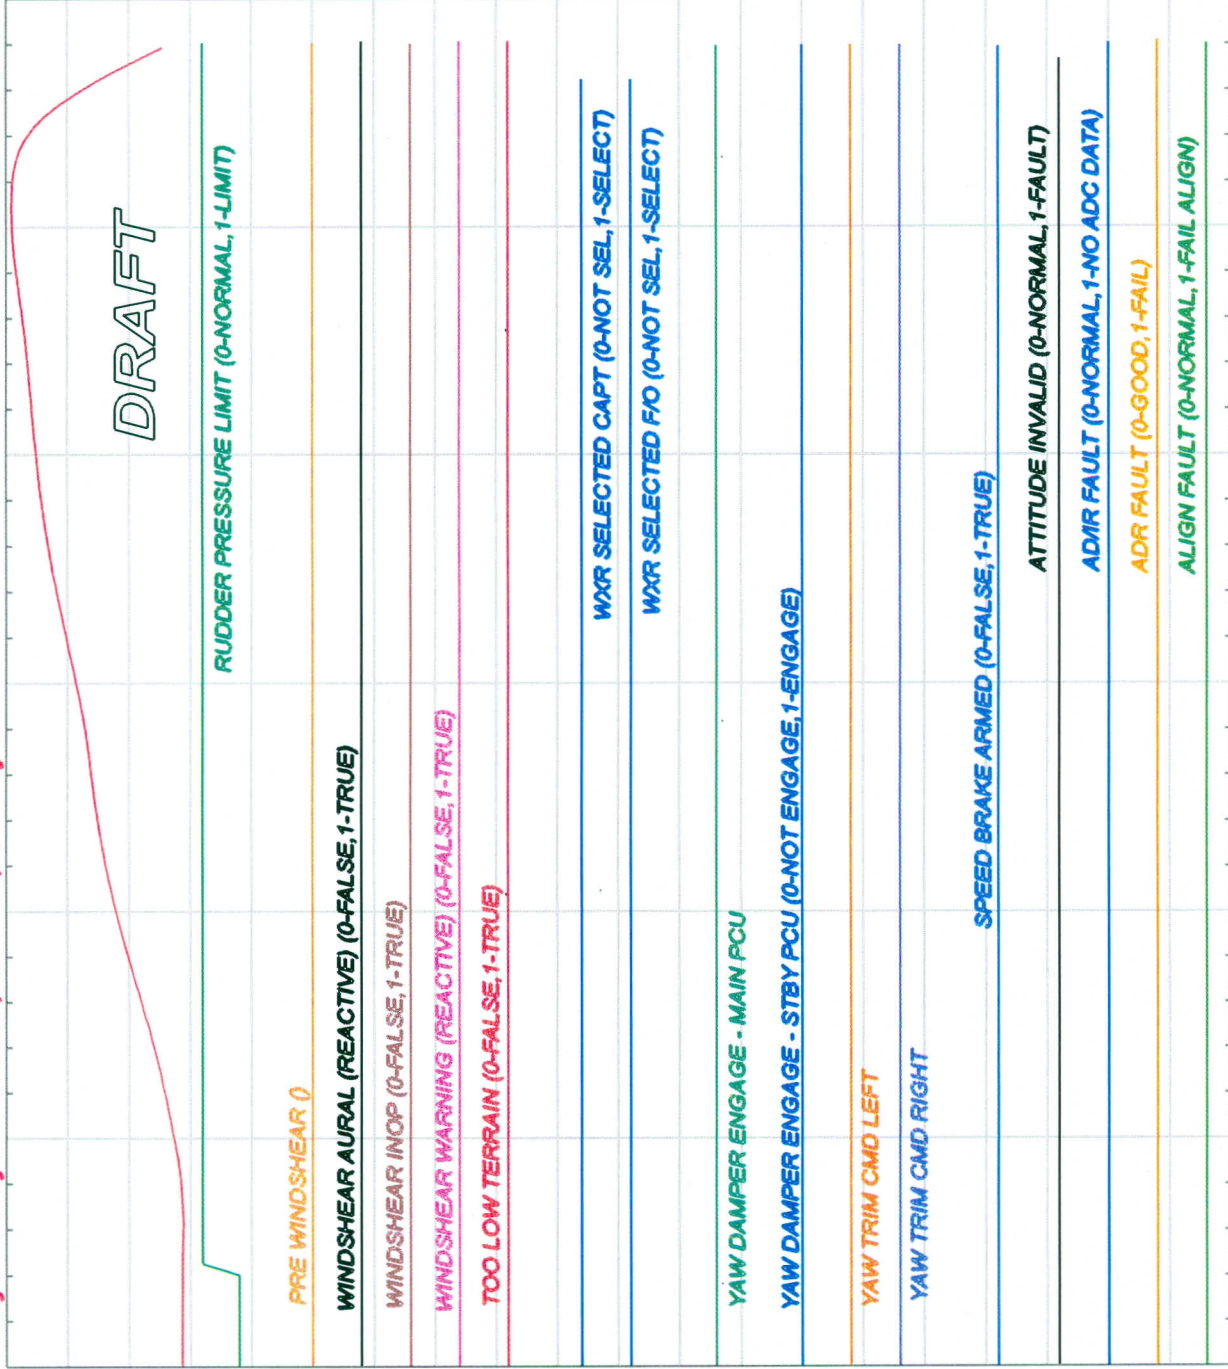 DRAFT
RUDDER PRESSURE LIMIT (0-NORMAL,1-LIMIT)
PRE WINDSHEAR ()
WINDSHEAR AURAL (REACTIVE) (0-FALSE,1-TRUE)
WINDSHEAR INOP (0-FALSE,1-TRUE)
WINDSHEAR WARNING (REACTIVE) (0-FALSE,1-TRUE)
TOO LOW TERRAIN (0-FALSE,1-TRUE)
WXR SELECTED CAPT (0-NOT SEL,1-SELECT)
WXR SELECTED F/O (0-NOT SEL,1-SELECT)
YAW DAMPER ENGAGE - MAIN PCU
YAW DAMPER ENGAGE - STBY PCU (0-NOT ENGAGE,1-ENGAGE)
YAW TRIM CMD LEFT
YAW TRIM CMD RIGHT
SPEED BRAKE ARMED (0-FALSE,1-TRUE)
ATTITUDE INVALID (0-NORMAL,1-FAULT)
AD/IR FAULT (0-NORMAL,1-NO ADC DATA)
ADR FAULT (0-GOOD,1-FAIL)
ALIGN FAULT (0-NORMAL,1-FAIL ALIGN)